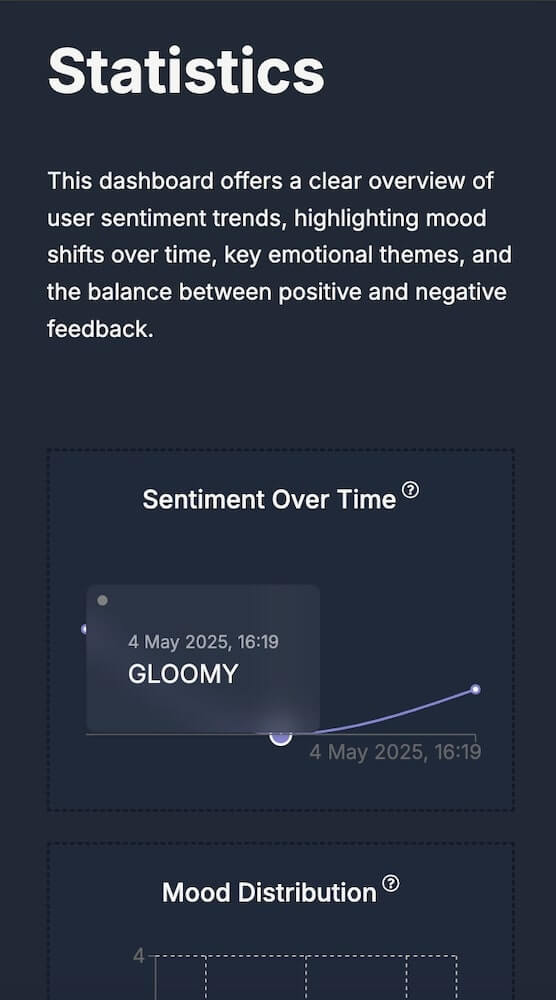 Statistics
This dashboard offers a clear overview of
user sentiment trends, highlighting mood
shifts over time, key emotional themes, and
the balance between positive and negative
feedback.
Sentiment Over Time ?
4 May 2025, 16:19
GLOOMY
4 May 2025, 16:19
Mood Distribution ?
4